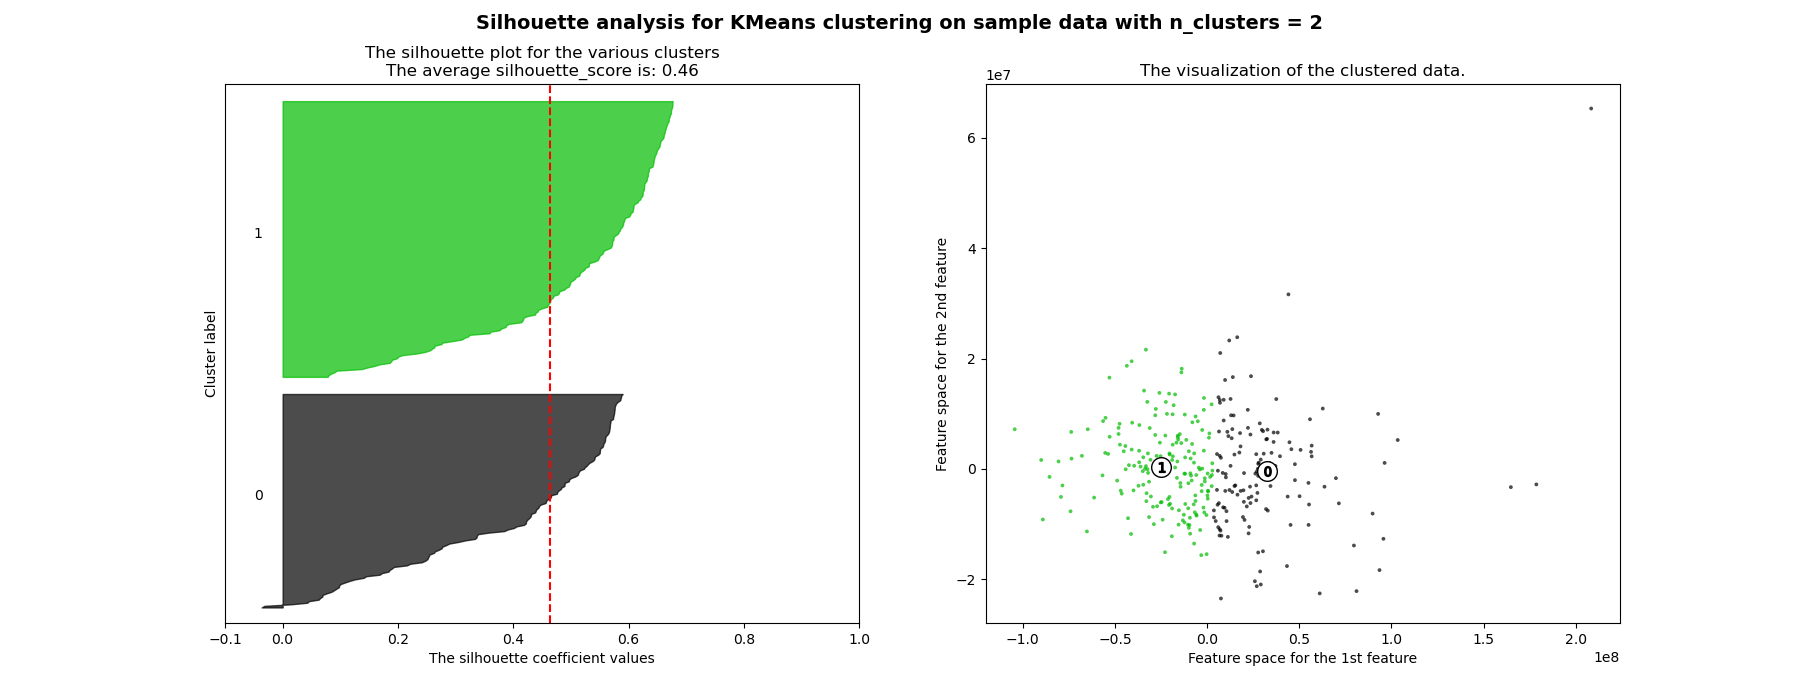 Silhouette analysis for KMeans clustering on sample data with n_clusters = 2
The silhouette plot for the various clusters
The average silhouette_score is: 0.46
1
0
Cluster label
−0.1 0.0 0.2 0.4 0.6 0.8 1.0
The silhouette coefficient values
The visualization of the clustered data.
1e7
6
4
2
0
−2
Feature space for the 2nd feature
1 0
−1.0 −0.5 0.0 0.5 1.0 1.5 2.0
1e8
Feature space for the 1st feature